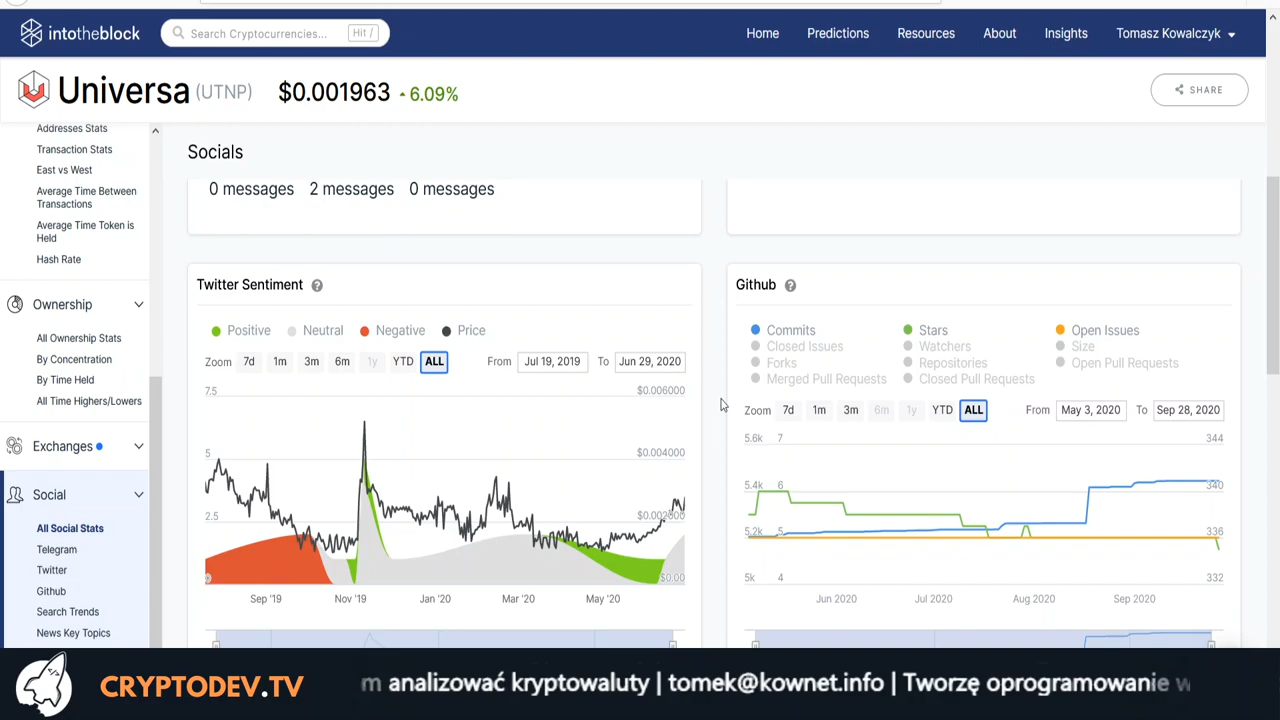 intotheblock
Search Cryptocurrencies... Hit /
Home Predictions Resources About Insights Tomasz Kowalczyk
Universa (UTNP) $0.001963 6.09%
SHARE
Addresses Stats
Transaction Stats
East vs West
Average Time Between
Transactions
Average Time Token is
Held
Hash Rate
Ownership
All Ownership Stats
By Concentration
By Time Held
All Time Highers/Lowers
Exchanges
Social
All Social Stats
Telegram
Twitter
Github
Search Trends
News Key Topics
Socials
0 messages 2 messages 0 messages
Twitter Sentiment ?
Positive Neutral Negative Price
Zoom 7d 1m 3m 6m 1y YTD ALL From Jul 19, 2019 To Jun 29, 2020
7.5 $0.006000
5 $0.004000
2.5 $0.002000
0 $0.00
Sep '19 Nov '19 Jan '20 Mar '20 May '20
Github ?
Commits Stars Open Issues
Closed Issues Watchers Size
Forks Repositories Open Pull Requests
Merged Pull Requests Closed Pull Requests
Zoom 7d 1m 3m 6m 1y YTD ALL From May 3, 2020 To Sep 28, 2020
5.6k 7 344
5.4k 6 340
5.2k 5 336
5k 4 332
Jun 2020 Jul 2020 Aug 2020 Sep 2020
CRYPTODEV.TV
m analizować kryptowaluty | tomek@kownet.info | Tworzę oprogramowanie w